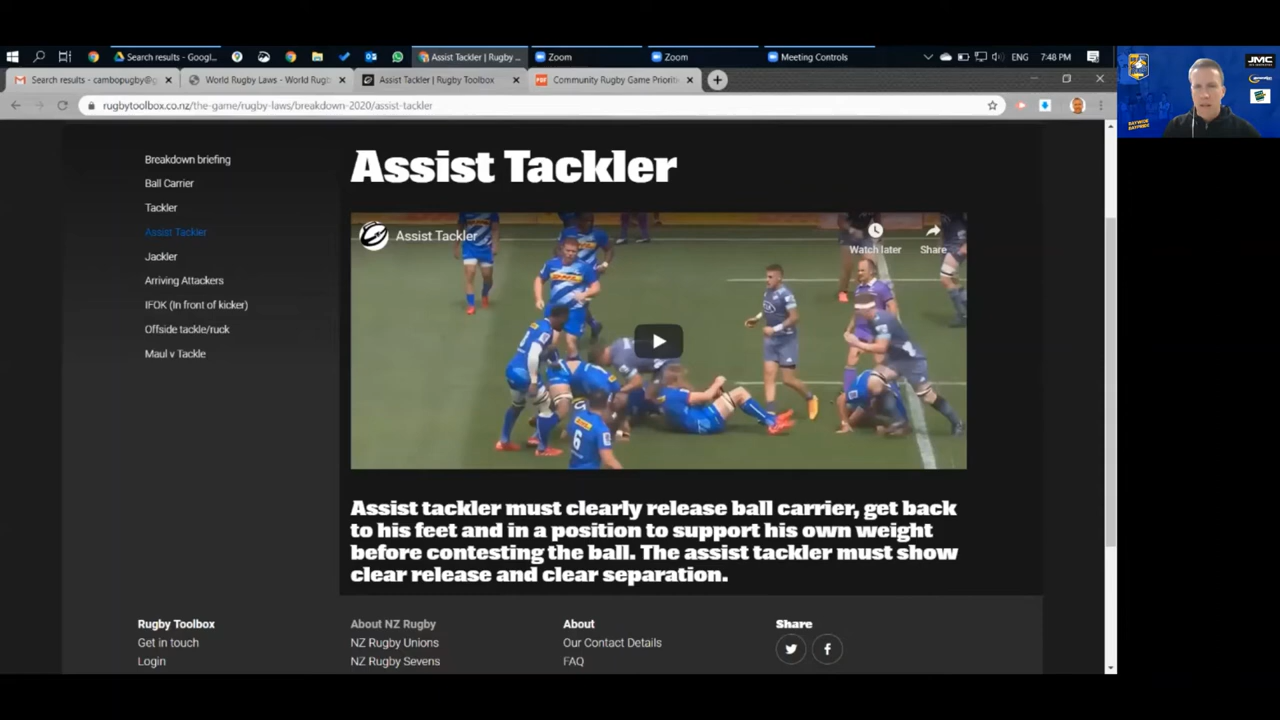 Search results - Googl...
Assist Tackler | Rugby ...
Zoom
Zoom
Meeting Controls
ENG
7:48 PM
Search results - cambopugby@g
World Rugby Laws - World Rugb
Assist Tackler | Rugby Toolbox
Community Rugby Game Prioriti
rugbytoolbox.co.nz/the-game/rugby-laws/breakdown-2020/assist-tackler
JMC
Breakdown briefing
Ball Carrier
Tackler
Assist Tackler
Jackler
Arriving Attackers
IFOK (In front of kicker)
Offside tackle/ruck
Maul v Tackle
Assist Tackler
Assist Tackler
Watch later
Share
DHL
6
Assist tackler must clearly release ball carrier, get back
to his feet and in a position to support his own weight
before contesting the ball. The assist tackler must show
clear release and clear separation.
Rugby Toolbox
Get in touch
Login
About NZ Rugby
NZ Rugby Unions
NZ Rugby Sevens
About
Our Contact Details
FAQ
Share